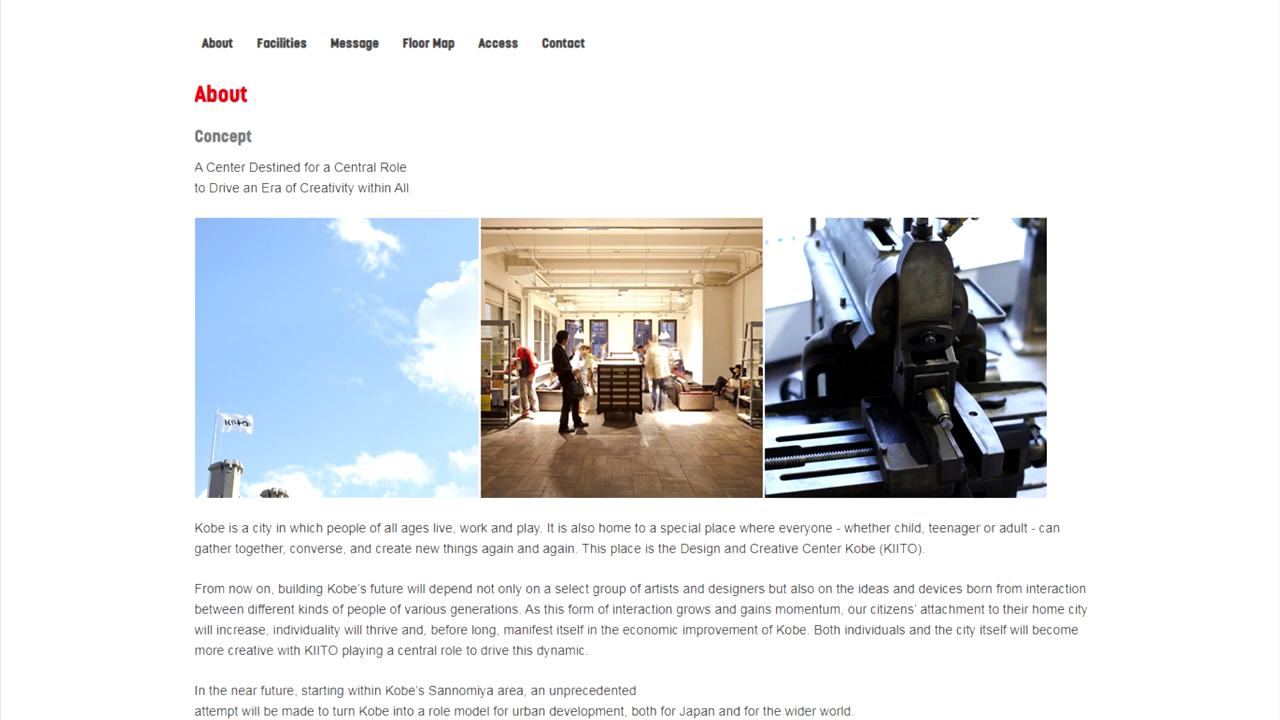 About Facilities Message Floor Map Access Contact
About
Concept
A Center Destined for a Central Role
to Drive an Era of Creativity within All.
KIITO
Kobe is a city in which people of all ages live, work and play. It is also home to a special place where everyone - whether child, teenager or adult - can
gather together, converse, and create new things again and again. This place is the Design and Creative Center Kobe (KIITO).
From now on, building Kobe’s future will depend not only on a select group of artists and designers but also on the ideas and devices born from interaction
between different kinds of people of various generations. As this form of interaction grows and gains momentum, our citizens’ attachment to their home city
will increase, individuality will thrive and, before long, manifest itself in the economic improvement of Kobe. Both individuals and the city itself will become
more creative with KIITO playing a central role to drive this dynamic.
In the near future, starting within Kobe’s Sannomiya area, an unprecedented
attempt will be made to turn Kobe into a role model for urban development, both for Japan and for the wider world.